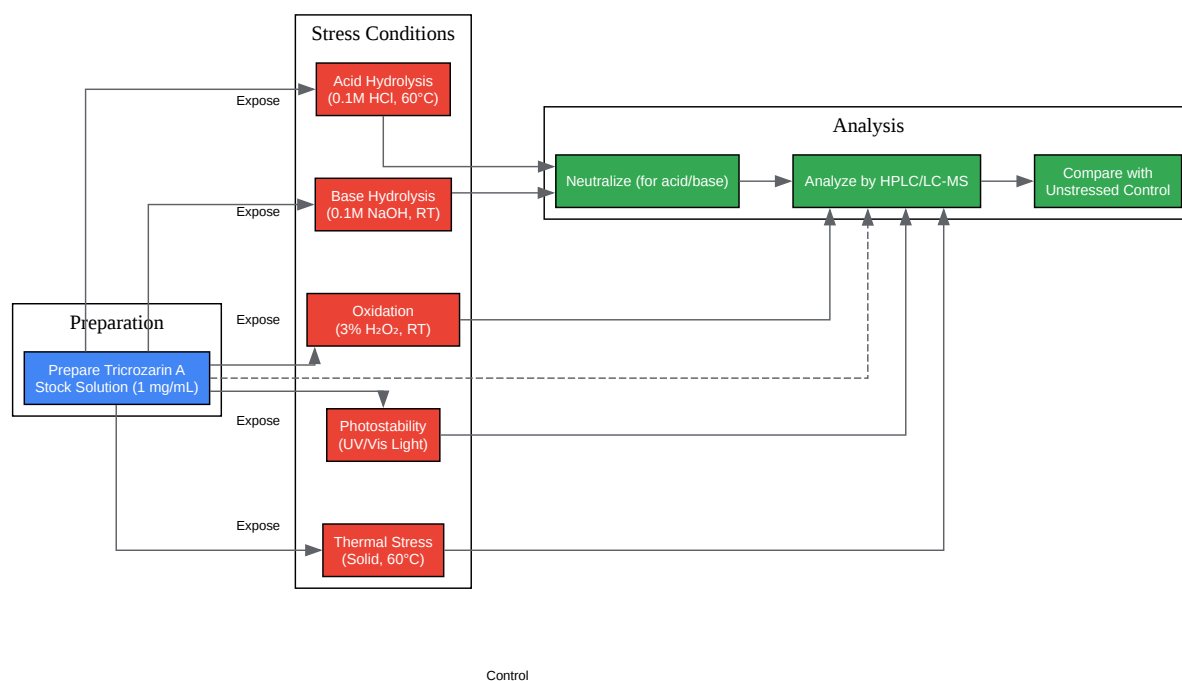 Stress Conditions
Acid Hydrolysis
(0.1M HCl, 60°C)
Expose
Analysis
Neutralize (for acid/base)
Analyze by HPLC/LC-MS
Compare with
Unstressed Control
Base Hydrolysis
(0.1M NaOH, RT)
Expose
Preparation
Prepare Tricrozarin A
Stock Solution (1 mg/mL)
Expose
Oxidation
(3% H₂O₂, RT)
Expose
Photostability
(UV/Vis Light)
Expose
Thermal Stress
(Solid, 60°C)
Control